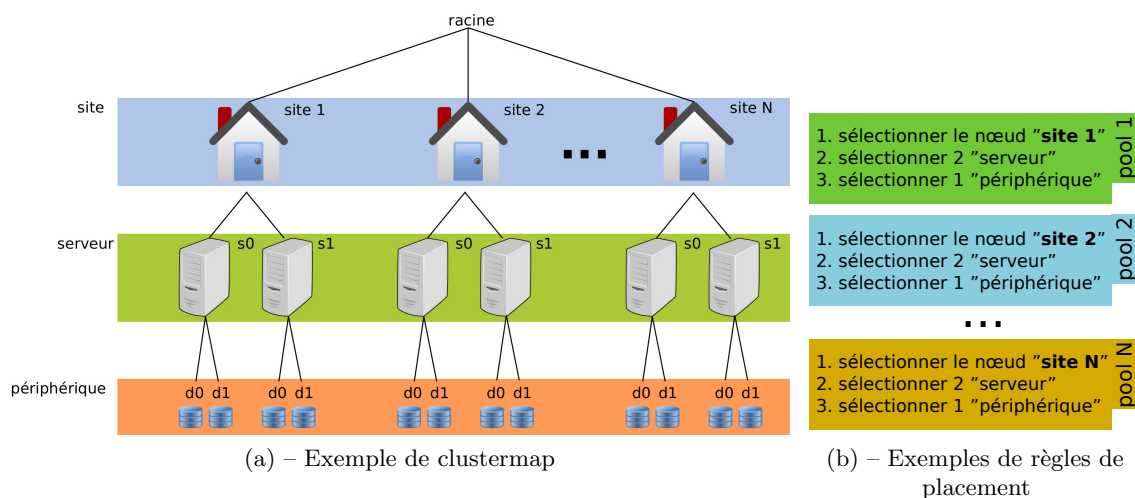 racine
site
site 1
site 2
site N
...
serveur
s0 s1 s0 s1 s0 s1
périphérique
d0 d1 d0 d1 d0 d1 d0 d1 d0 d1 d0 d1
(a) – Exemple de clustermap
1. sélectionner le nœud ”site 1”
2. sélectionner 2 ”serveur”
3. sélectionner 1 ”périphérique”
pool 1
1. sélectionner le nœud ”site 2”
2. sélectionner 2 ”serveur”
3. sélectionner 1 ”périphérique”
pool 2
...
1. sélectionner le nœud ”site N”
2. sélectionner 2 ”serveur”
3. sélectionner 1 ”périphérique”
pool N
(b) – Exemples de règles de
placement